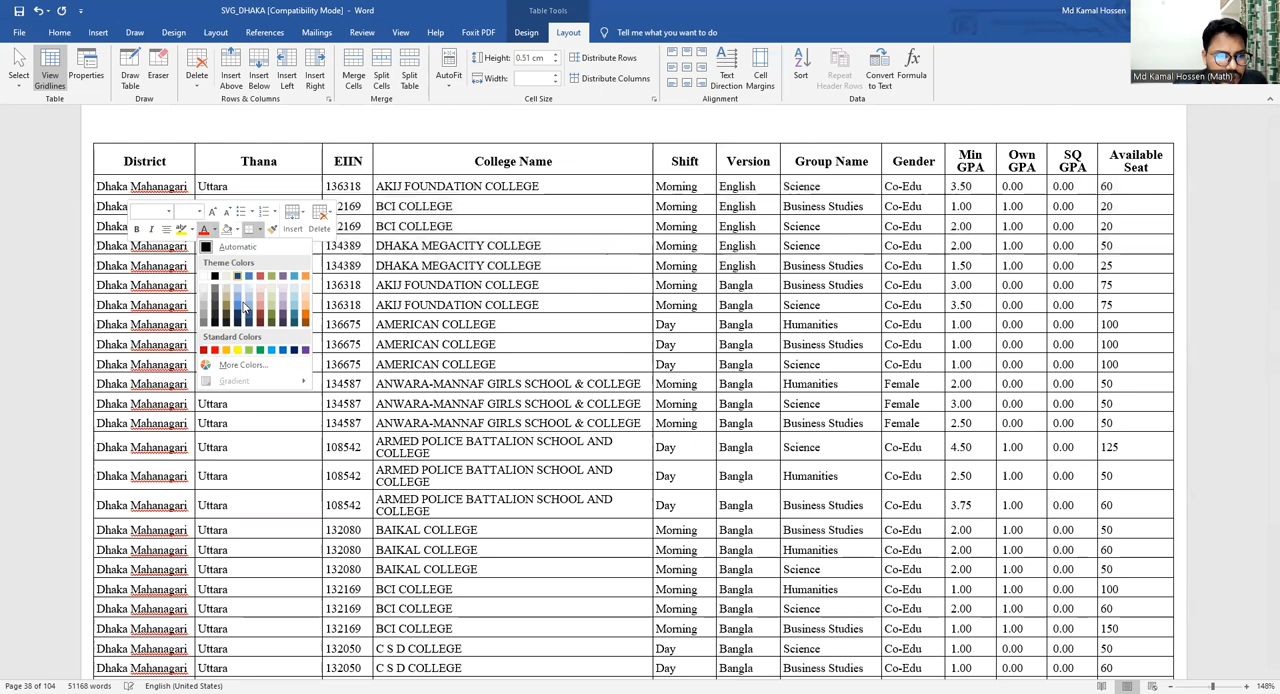 SVG_DHAKA [Compatibility Mode] - Word
Table Tools
Md Kamal Hossen
File Home Insert Draw Design Layout References Mailings Review View Help Foxit PDF Design Layout Tell me what you want to do
Select View Gridlines Properties Draw Table Eraser Delete Insert Above Insert Below Insert Left Insert Right Merge Cells Split Cells Split Table AutoFit Height: 0.51 cm Width: Distribute Rows Distribute Columns Text Direction Cell Margins Sort Repeat Header Rows Convert to Text Formula
Table Draw Rows & Columns Merge Cell Size Alignment Data
Md Kamal Hossen (Math)
District Thana EIIN College Name Shift Version Group Name Gender Min GPA Own GPA SQ GPA Available Seat
Dhaka Mahanagari Uttara 136318 AKIJ FOUNDATION COLLEGE Morning English Science Co-Edu 3.50 0.00 0.00 60
Dhaka Mahanagari 2169 BCI COLLEGE Morning English Business Studies Co-Edu 2.00 0.00 0.00 20
Dhaka Mahanagari BCI COLLEGE Morning English Science Co-Edu 2.00 0.00 0.00 20
Dhaka Mahanagari 134389 DHAKA MEGACITY COLLEGE Morning English Science Co-Edu 2.00 0.00 0.00 50
Dhaka Mahanagari 134389 DHAKA MEGACITY COLLEGE Morning English Business Studies Co-Edu 1.50 0.00 0.00 25
Dhaka Mahanagari 136318 AKIJ FOUNDATION COLLEGE Morning Bangla Business Studies Co-Edu 3.00 0.00 0.00 75
Dhaka Mahanagari 136318 AKIJ FOUNDATION COLLEGE Morning Bangla Science Co-Edu 3.50 0.00 0.00 75
Dhaka Mahanagari 136675 AMERICAN COLLEGE Day Bangla Humanities Co-Edu 1.00 0.00 0.00 100
Dhaka Mahanagari 136675 AMERICAN COLLEGE Day Bangla Business Studies Co-Edu 1.00 0.00 0.00 100
Dhaka Mahanagari 136675 AMERICAN COLLEGE Day Bangla Science Co-Edu 1.00 0.00 0.00 100
Dhaka Mahanagari 134587 ANWARA-MANNAF GIRLS SCHOOL & COLLEGE Morning Bangla Humanities Female 2.00 0.00 0.00 50
Dhaka Mahanagari Uttara 134587 ANWARA-MANNAF GIRLS SCHOOL & COLLEGE Morning Bangla Science Female 3.00 0.00 0.00 50
Dhaka Mahanagari Uttara 134587 ANWARA-MANNAF GIRLS SCHOOL & COLLEGE Morning Bangla Business Studies Female 2.50 0.00 0.00 50
Dhaka Mahanagari Uttara 108542 ARMED POLICE BATTALION SCHOOL AND COLLEGE Day Bangla Science Co-Edu 4.50 1.00 0.00 125
Dhaka Mahanagari Uttara 108542 ARMED POLICE BATTALION SCHOOL AND COLLEGE Day Bangla Humanities Co-Edu 2.50 1.00 0.00 50
Dhaka Mahanagari Uttara 108542 ARMED POLICE BATTALION SCHOOL AND COLLEGE Day Bangla Business Studies Co-Edu 3.75 1.00 0.00 60
Dhaka Mahanagari Uttara 132080 BAIKAL COLLEGE Morning Bangla Business Studies Co-Edu 2.00 1.00 0.00 50
Dhaka Mahanagari Uttara 132080 BAIKAL COLLEGE Morning Bangla Humanities Co-Edu 2.00 1.00 0.00 60
Dhaka Mahanagari Uttara 132080 BAIKAL COLLEGE Morning Bangla Science Co-Edu 2.00 1.00 0.00 50
Dhaka Mahanagari Uttara 132169 BCI COLLEGE Morning Bangla Humanities Co-Edu 1.00 1.00 0.00 100
Dhaka Mahanagari Uttara 132169 BCI COLLEGE Morning Bangla Science Co-Edu 2.00 1.00 0.00 60
Dhaka Mahanagari Uttara 132169 BCI COLLEGE Morning Bangla Business Studies Co-Edu 1.00 1.00 0.00 150
Dhaka Mahanagari Uttara 132050 C S D COLLEGE Day Bangla Science Co-Edu 1.00 1.00 0.00 50
Dhaka Mahanagari Uttara 132050 C S D COLLEGE Day Bangla Business Studies Co-Edu 1.00 1.00 0.00 60
B I Insert Delete
Automatic
Theme Colors
Standard Colors
More Colors...
Gradient
Page 38 of 104 51168 words English (United States) 148%